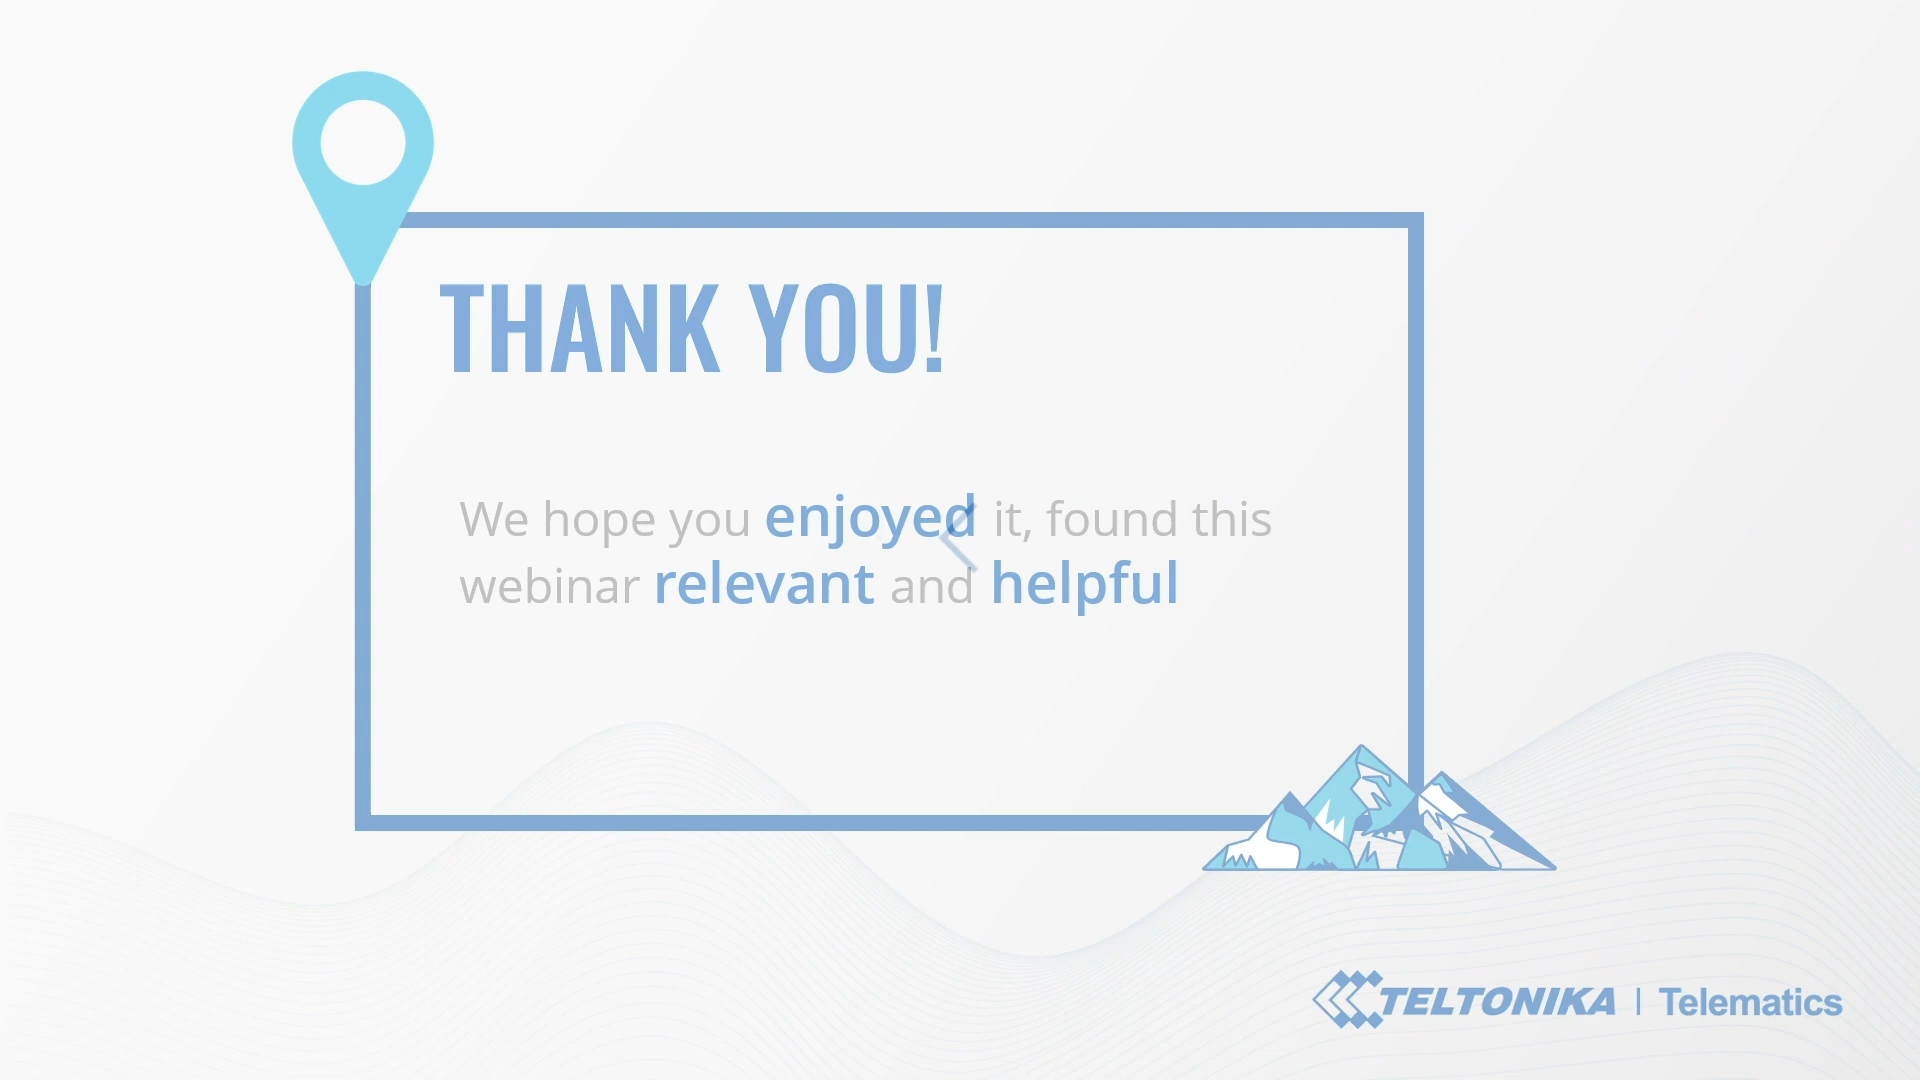 THANK YOU!
We hope you enjoyed it, found this
webinar relevant and helpful
TELTONIKA | Telematics